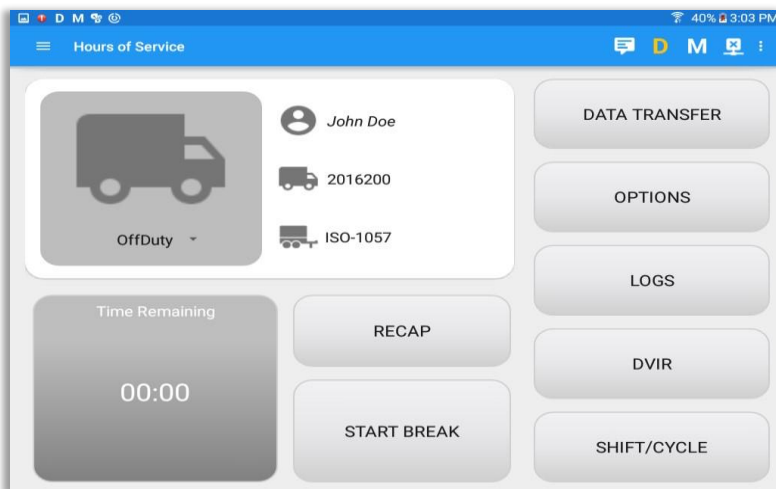 D M 40% 3:03 PM
Hours of Service
D M
John Doe
2016200
ISO-1057
OffDuty
Time Remaining
00:00
RECAP
START BREAK
DATA TRANSFER
OPTIONS
LOGS
DVIR
SHIFT/CYCLE